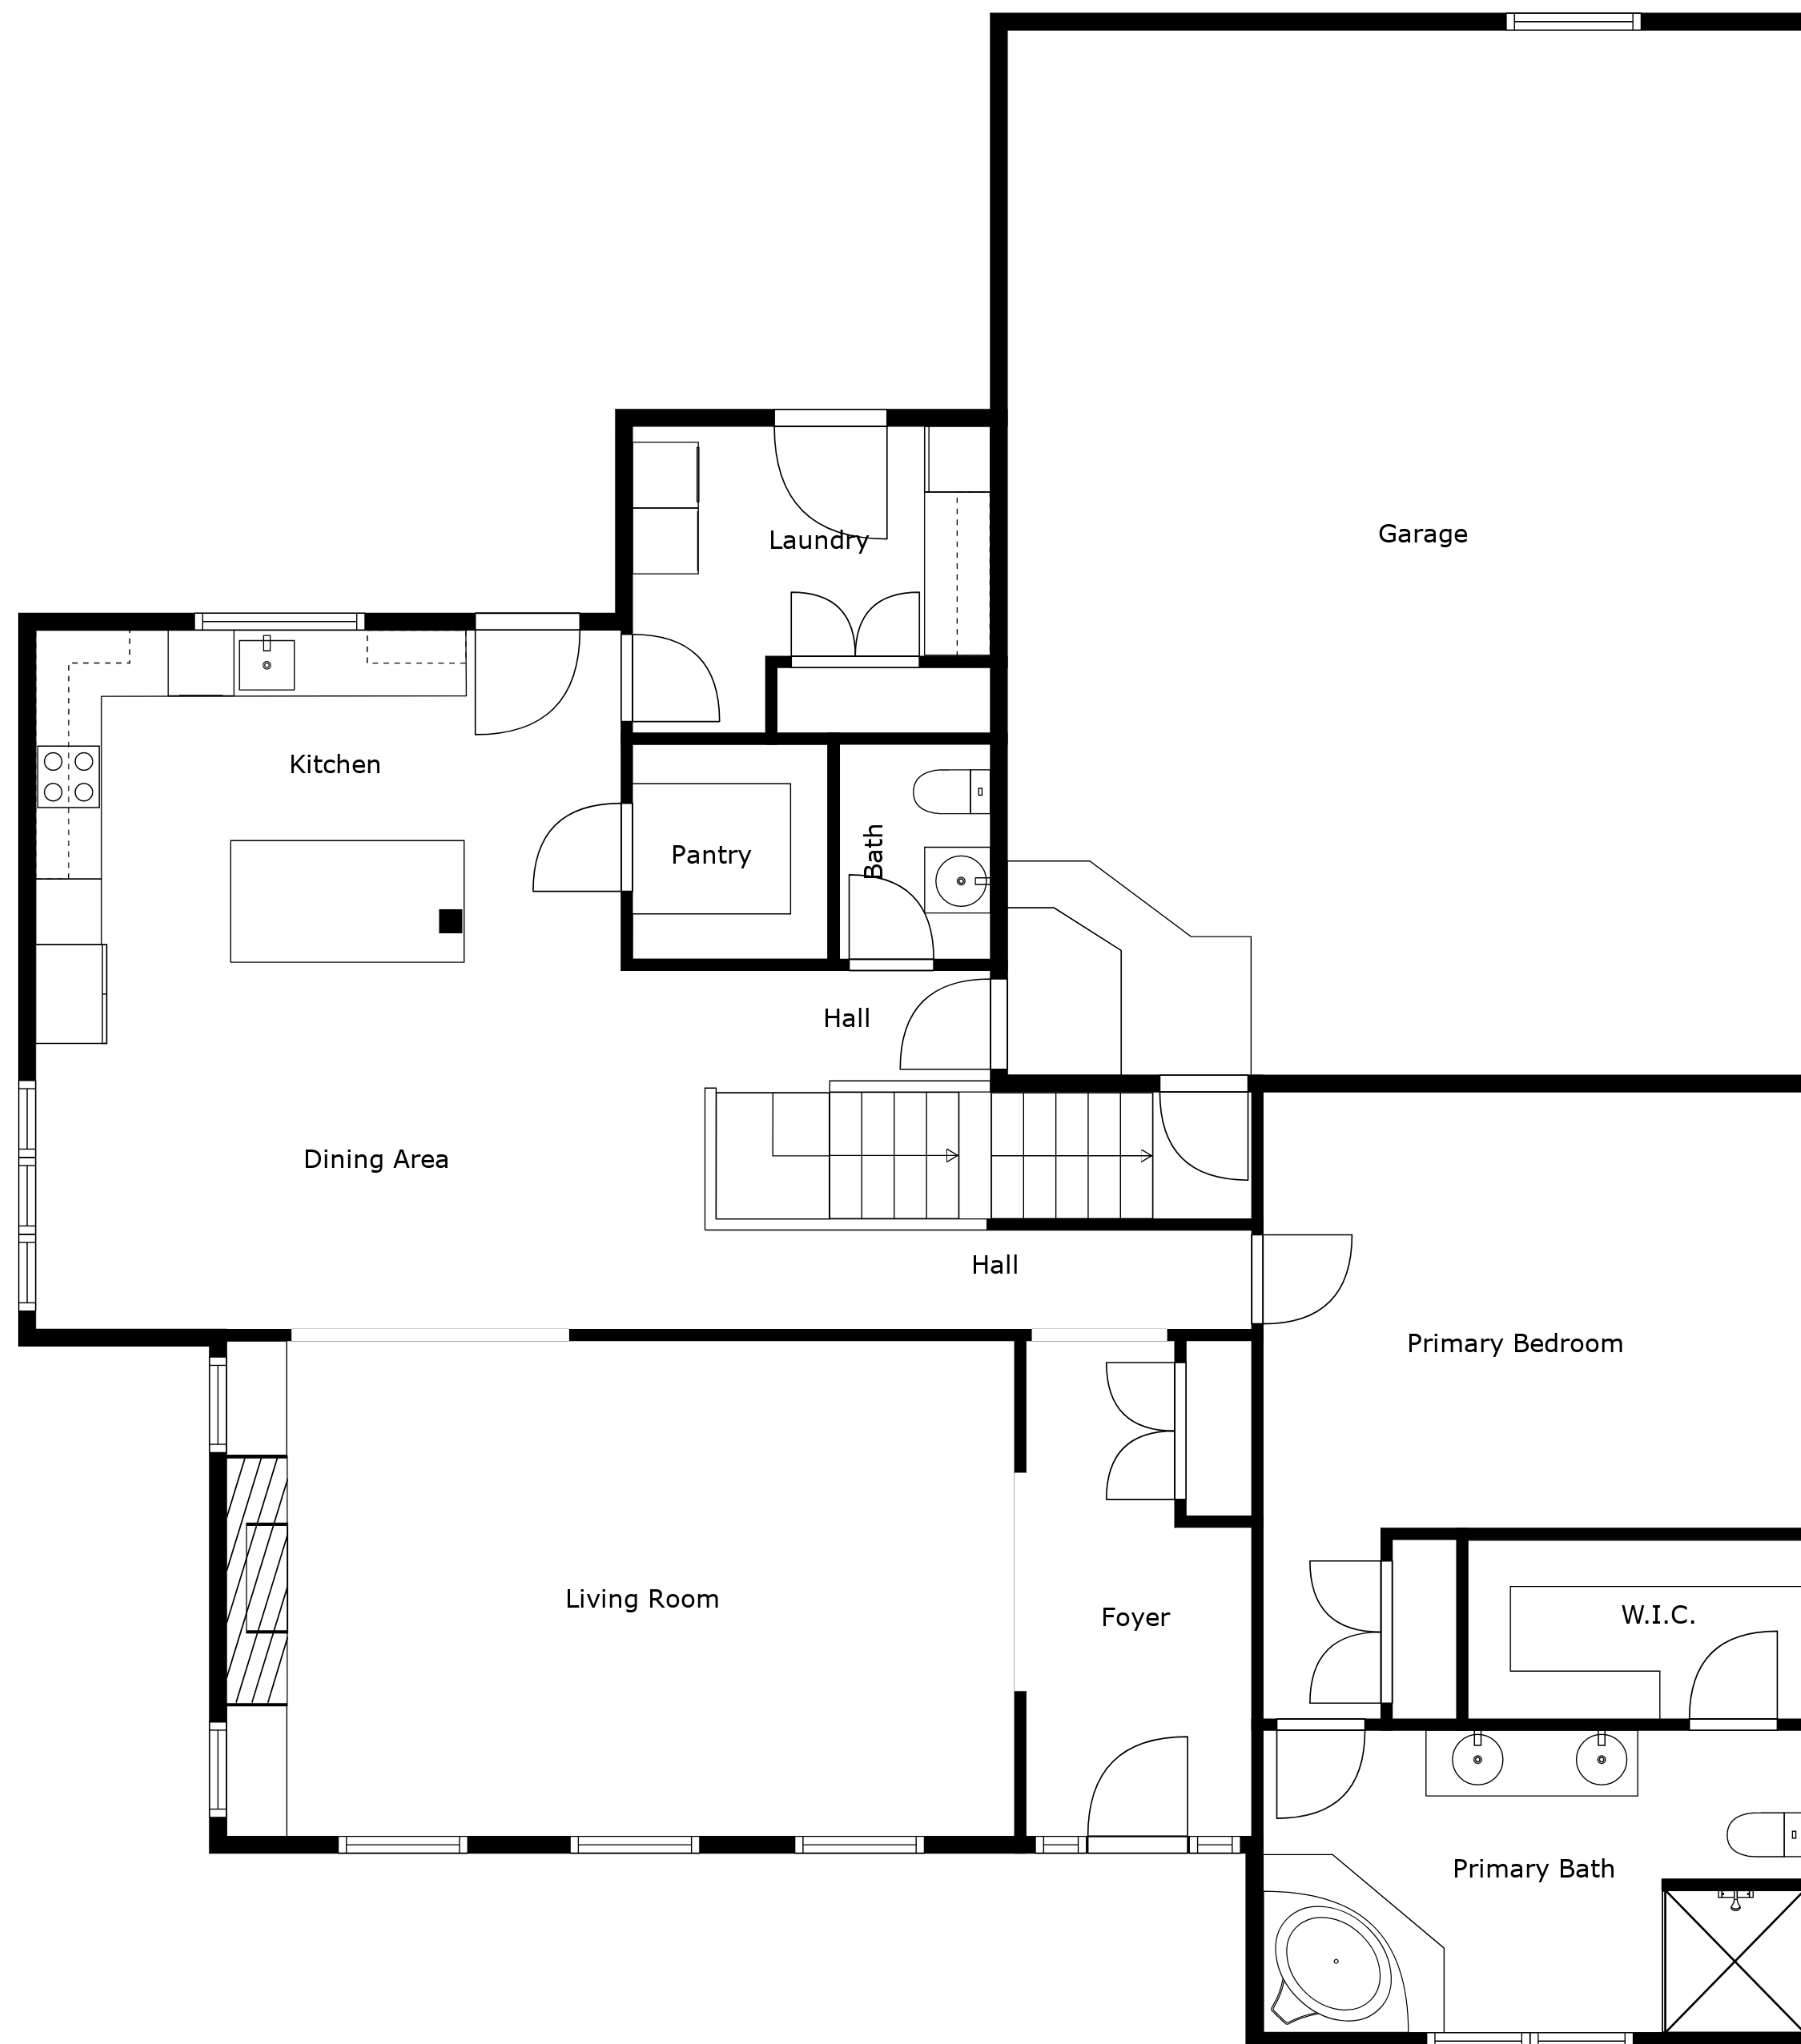 Garage
Laundry
Kitchen
Pantry
Bath
Hall
Dining Area
Hall
Primary Bedroom
Living Room
Foyer
W.I.C.
Primary Bath